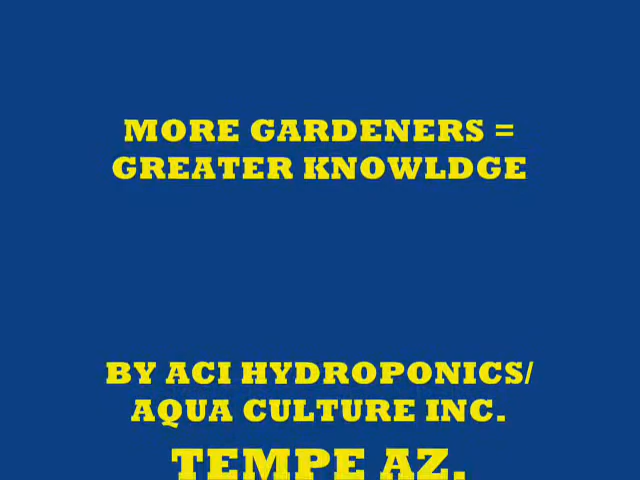 MORE GARDENERS =
GREATER KNOWLDGE
BY ACI HYDROPONICS/
AQUA CULTURE INC.
TEMPE AZ.